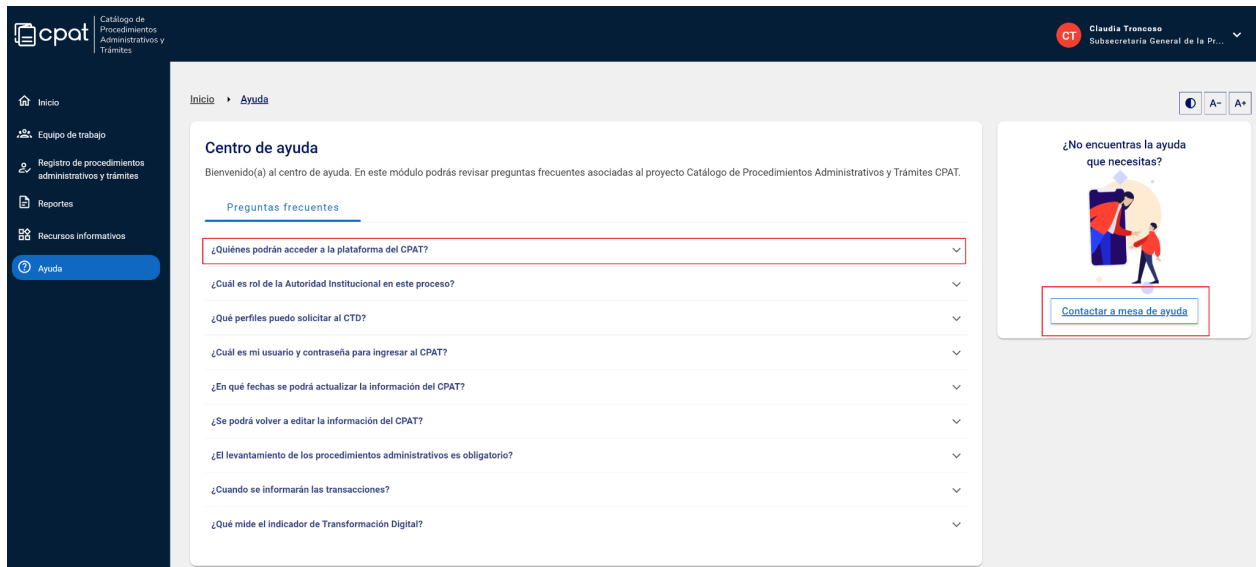 cpat
Catálogo de
Procedimientos
Administrativos y
Trámites
CT
Claudia Troncoso
Subsecretaría General de la Pr...
Inicio
Equipo de trabajo
Registro de procedimientos
administrativos y trámites
Reportes
Recursos informativos
Ayuda
Inicio
Ayuda
A-
A+
Centro de ayuda
Bienvenido(a) al centro de ayuda. En este módulo podrás revisar preguntas frecuentes asociadas al proyecto Catálogo de Procedimientos Administrativos y Trámites CPAT.
Preguntas frecuentes
¿Quiénes podrán acceder a la plataforma del CPAT?
¿Cuál es rol de la Autoridad Institucional en este proceso?
¿Qué perfiles puedo solicitar al CTD?
¿Cuál es mi usuario y contraseña para ingresar al CPAT?
¿En qué fechas se podrá actualizar la información del CPAT?
¿Se podrá volver a editar la información del CPAT?
¿El levantamiento de los procedimientos administrativos es obligatorio?
¿Cuando se informarán las transacciones?
¿Qué mide el indicador de Transformación Digital?
¿No encuentras la ayuda
que necesitas?
Contactar a mesa de ayuda